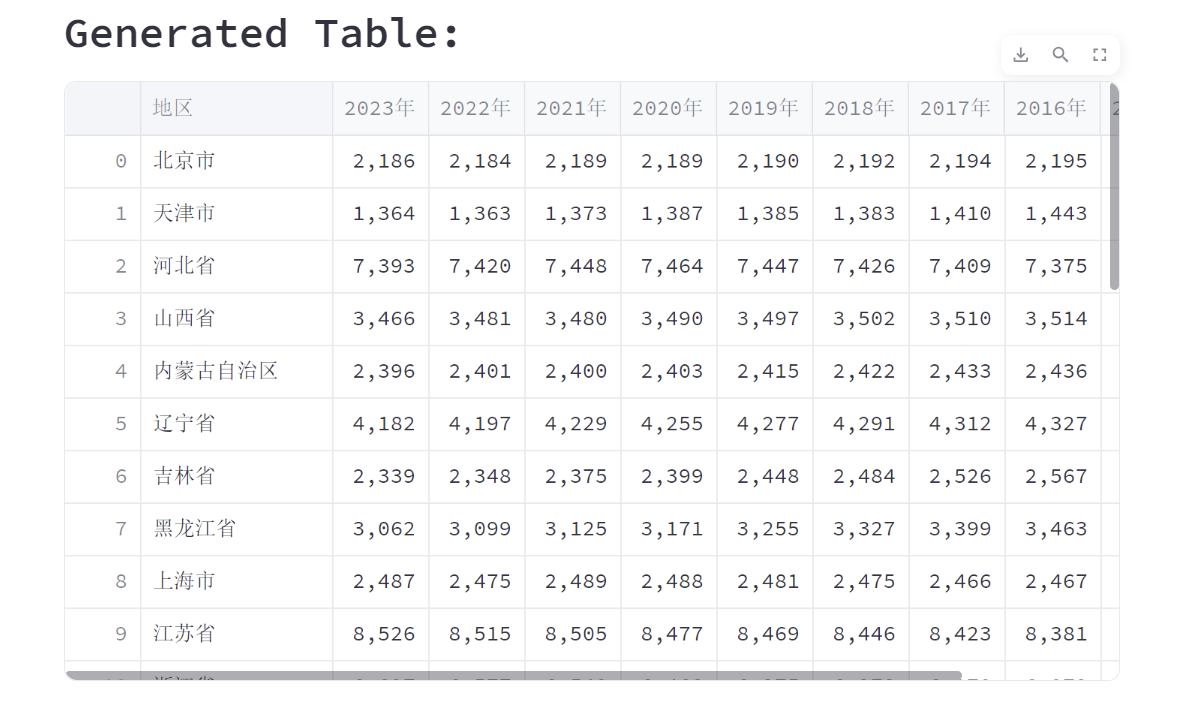 Generated Table:
地区 2023年 2022年 2021年 2020年 2019年 2018年 2017年 2016年
0 北京市 2,186 2,184 2,189 2,189 2,190 2,192 2,194 2,195
1 天津市 1,364 1,363 1,373 1,387 1,385 1,383 1,410 1,443
2 河北省 7,393 7,420 7,448 7,464 7,447 7,426 7,409 7,375
3 山西省 3,466 3,481 3,480 3,490 3,497 3,502 3,510 3,514
4 内蒙古自治区 2,396 2,401 2,400 2,403 2,415 2,422 2,433 2,436
5 辽宁省 4,182 4,197 4,229 4,255 4,277 4,291 4,312 4,327
6 吉林省 2,339 2,348 2,375 2,399 2,448 2,484 2,526 2,567
7 黑龙江省 3,062 3,099 3,125 3,171 3,255 3,327 3,399 3,463
8 上海市 2,487 2,475 2,489 2,488 2,481 2,475 2,466 2,467
9 江苏省 8,526 8,515 8,505 8,477 8,469 8,446 8,423 8,381